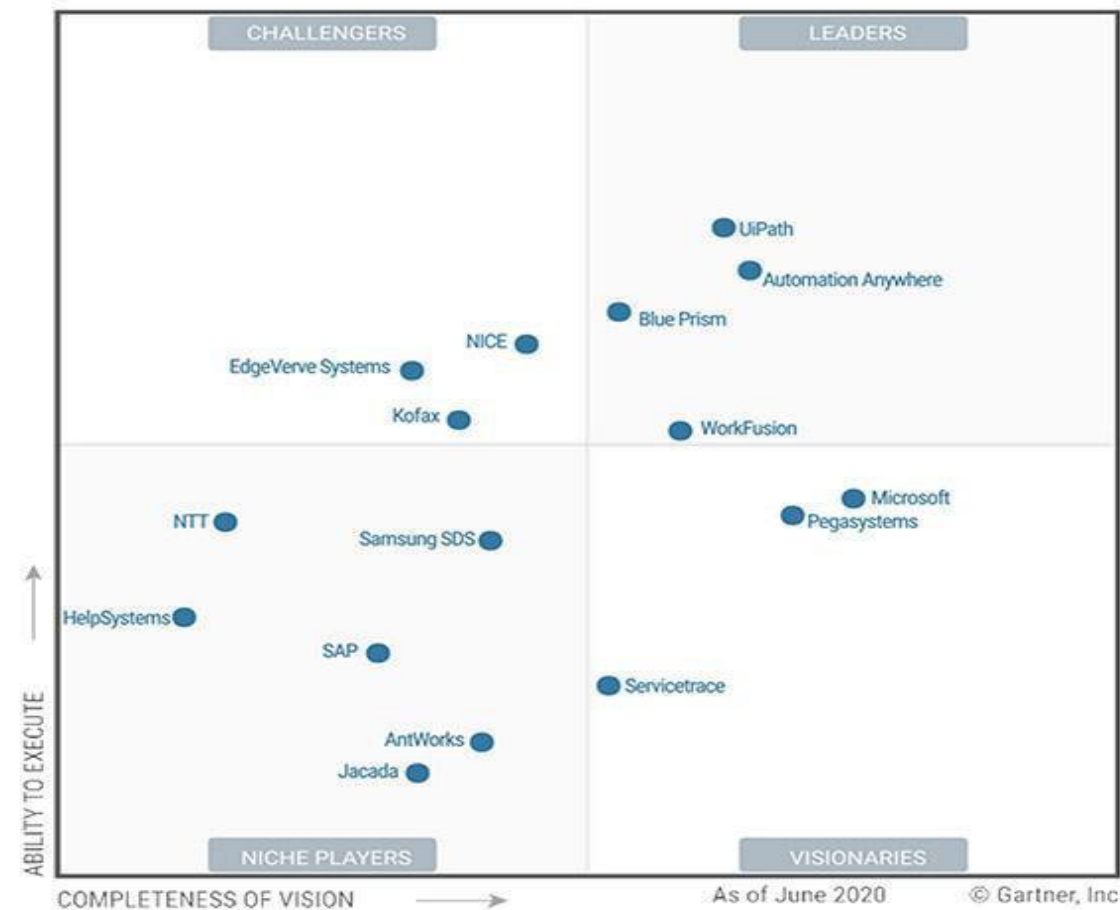 CHALLENGERS
LEADERS
UiPath
Automation Anywhere
Blue Prism
NICE
EdgeVerve Systems
Kofax
WorkFusion
Microsoft
Pegasystems
NTT
Samsung SDS
HelpSystems
SAP
Servicetrace
AntWorks
Jacada
NICHE PLAYERS
VISIONARIES
ABILITY TO EXECUTE
COMPLETENESS OF VISION
As of June 2020
© Gartner, Inc